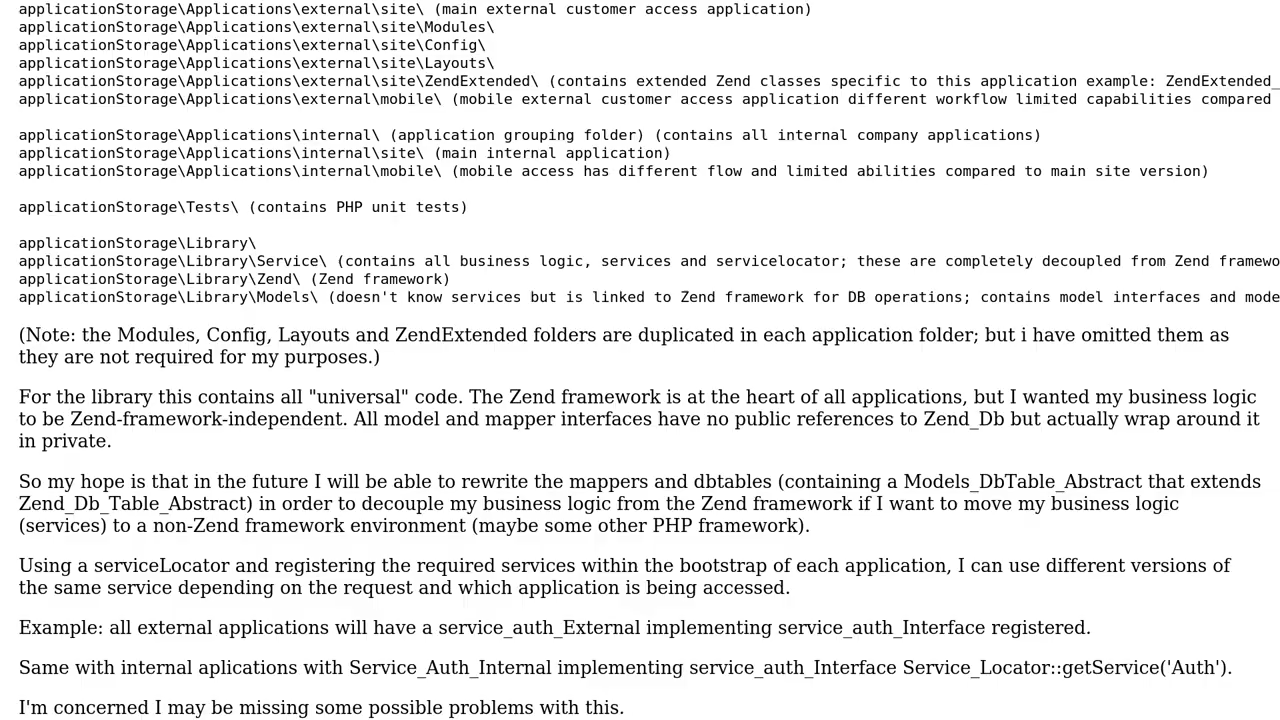 applicationStorage\Applications\external\site\ (main external customer access application)
applicationStorage\Applications\external\site\Modules\
applicationStorage\Applications\external\site\Config\
applicationStorage\Applications\external\site\Layouts\
applicationStorage\Applications\external\site\ZendExtended\ (contains extended Zend classes specific to this application example: ZendExtended_
applicationStorage\Applications\external\mobile\ (mobile external customer access application different workflow limited capabilities compared
applicationStorage\Applications\internal\ (application grouping folder) (contains all internal company applications)
applicationStorage\Applications\internal\site\ (main internal application)
applicationStorage\Applications\internal\mobile\ (mobile access has different flow and limited abilities compared to main site version)
applicationStorage\Tests\ (contains PHP unit tests)
applicationStorage\Library\
applicationStorage\Library\Service\ (contains all business logic, services and servicelocator; these are completely decoupled from Zend framewo
applicationStorage\Library\Zend\ (Zend framework)
applicationStorage\Library\Models\ (doesn't know services but is linked to Zend framework for DB operations; contains model interfaces and mode
(Note: the Modules, Config, Layouts and ZendExtended folders are duplicated in each application folder; but i have omitted them as
they are not required for my purposes.)
For the library this contains all "universal" code. The Zend framework is at the heart of all applications, but I wanted my business logic
to be Zend-framework-independent. All model and mapper interfaces have no public references to Zend_Db but actually wrap around it
in private.
So my hope is that in the future I will be able to rewrite the mappers and dbtables (containing a Models_DbTable_Abstract that extends
Zend_Db_Table_Abstract) in order to decouple my business logic from the Zend framework if I want to move my business logic
(services) to a non-Zend framework environment (maybe some other PHP framework).
Using a serviceLocator and registering the required services within the bootstrap of each application, I can use different versions of
the same service depending on the request and which application is being accessed.
Example: all external applications will have a service_auth_External implementing service_auth_Interface registered.
Same with internal aplications with Service_Auth_Internal implementing service_auth_Interface Service_Locator::getService('Auth').
I'm concerned I may be missing some possible problems with this.